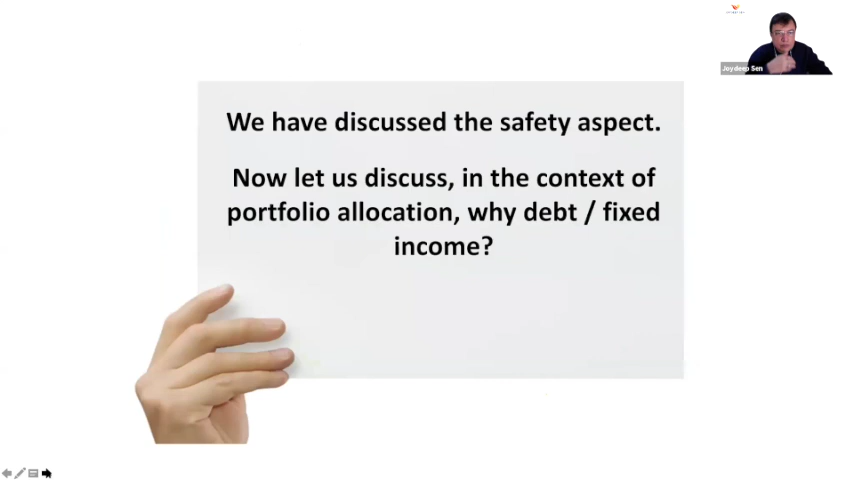 Joydeep Sen
We have discussed the safety aspect.
Now let us discuss, in the context of
portfolio allocation, why debt / fixed
income?